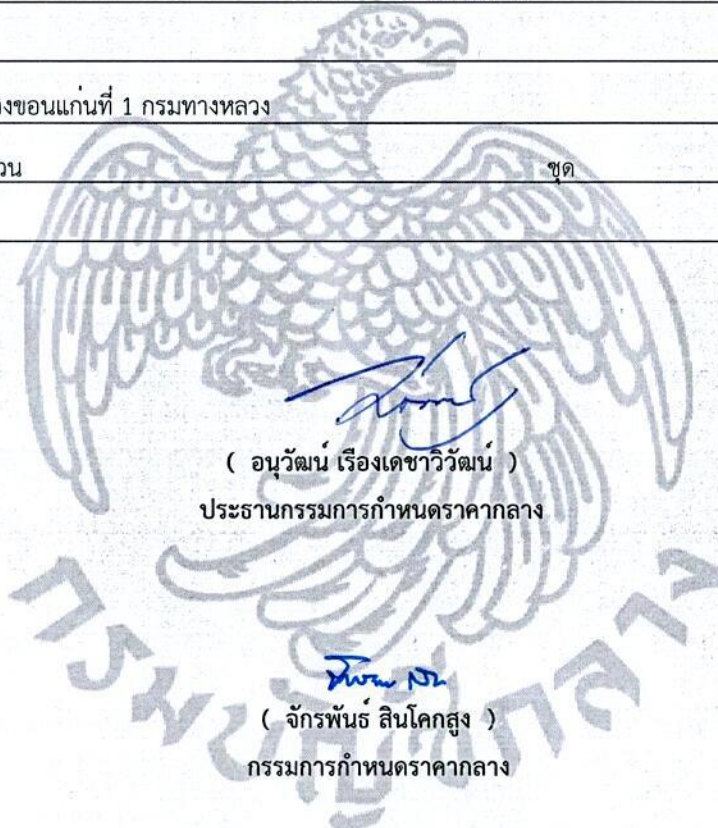 งขอนแก่นที่ 1 กรมทางหลวง
วน ชุด
( อนุวัฒน์ เรืองเดชาวิวัฒน์ )
ประธานกรรมการกำหนดราคากลาง
( จักรพันธ์ สินโคกสูง )
กรรมการกำหนดราคากลาง
กรมบัญชีกลาง